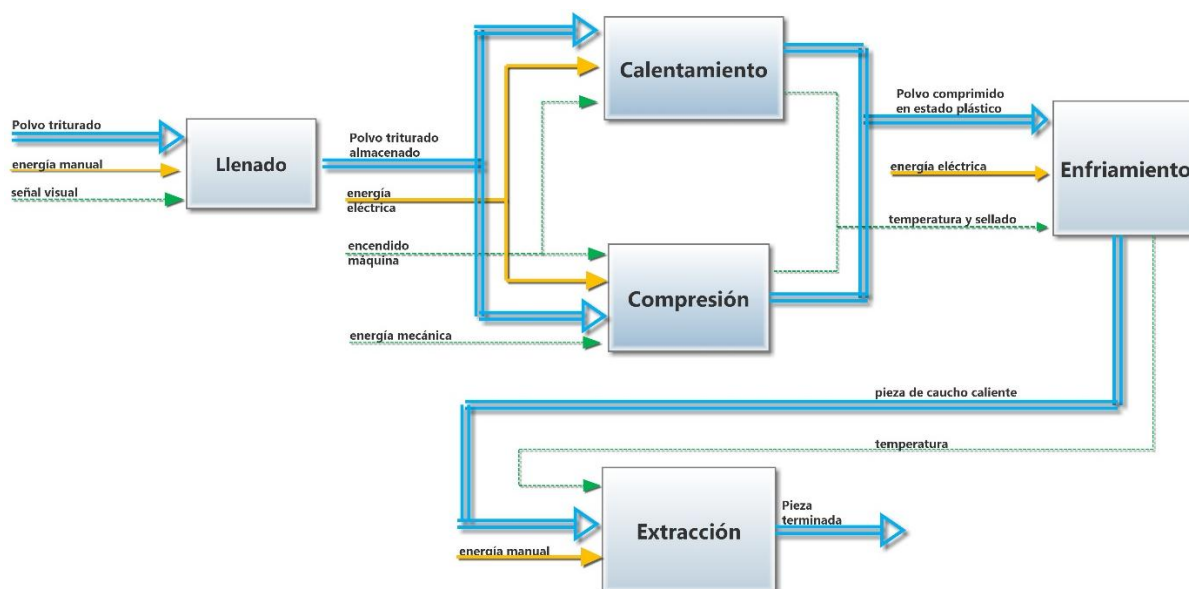 Polvo triturado
energía manual
señal visual
Llenado
Polvo triturado
almacenado
energía
eléctrica
encendido
máquina
energía mecánica
Calentamiento
Compresión
Polvo comprimido
en estado plástico
energía eléctrica
temperatura y sellado
Enfriamiento
pieza de caucho caliente
temperatura
energía manual
Extracción
Pieza
terminada